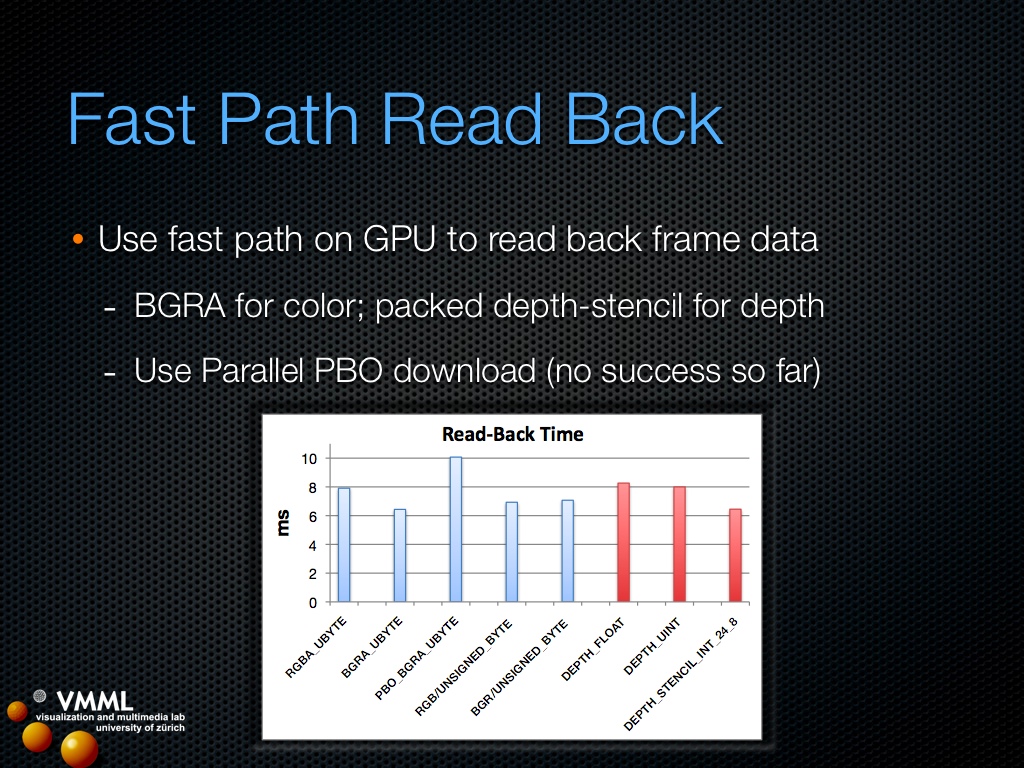 Fast Path Read Back
• Use fast path on GPU to read back frame data
- BGRA for color; packed depth-stencil for depth
- Use Parallel PBO download (no success so far)
Read-Back Time
ms
10
8
6
4
2
0
RGBA_UBYTE
BGRA_UBYTE
PBO_BGRA_UBYTE
RGB/UNSIGNED_BYTE
BGR/UNSIGNED_BYTE
DEPTH_FLOAT
DEPTH_UINT
DEPTH_STENCIL_INT_24_8
VMML
visualization and multimedia lab
university of zürich